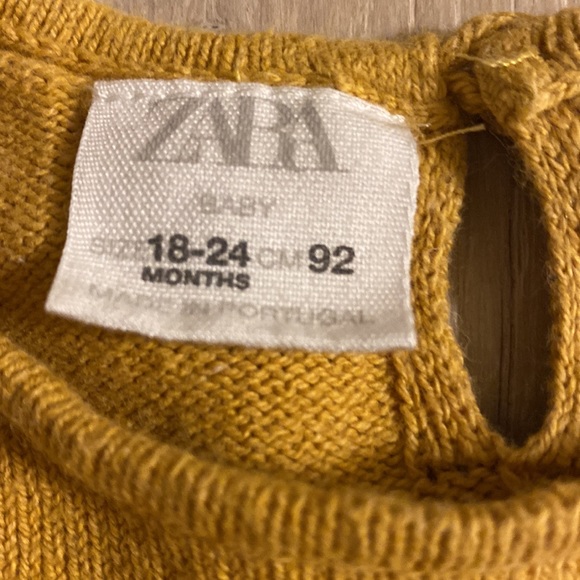 ZARA
BABY
SIZE 18-24 CM 92
MONTHS
MADE IN PORTUGAL